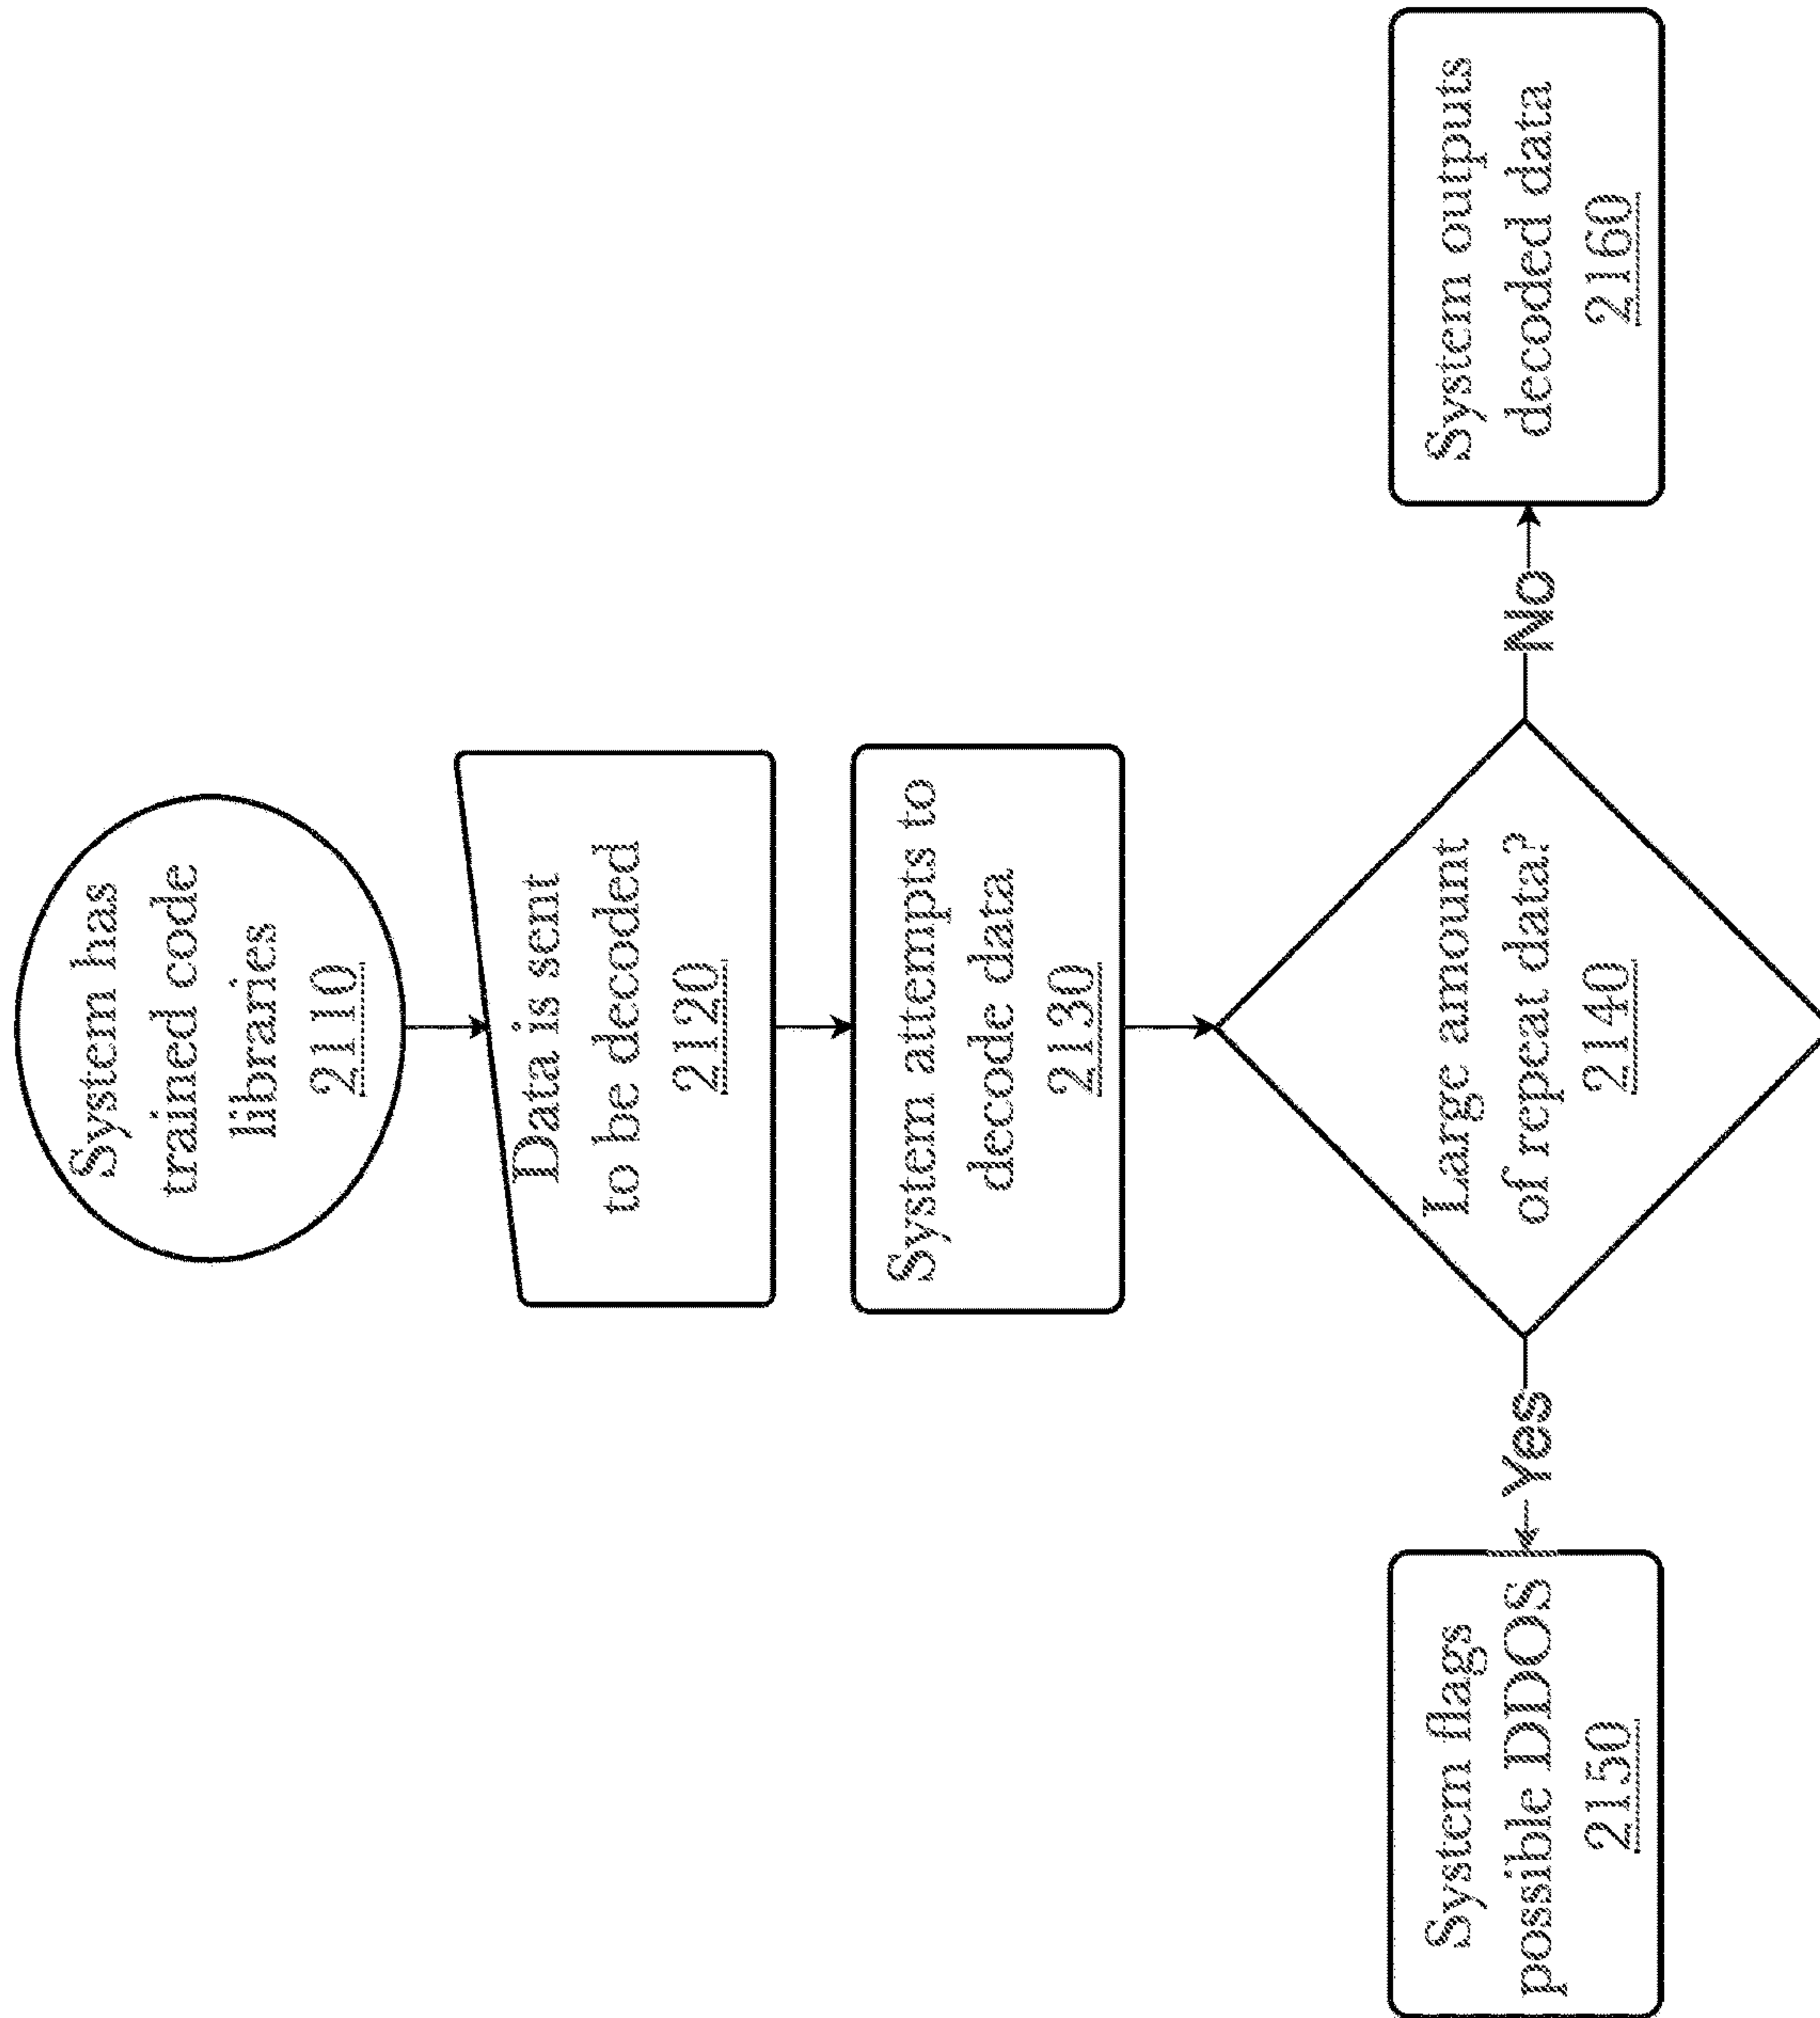 System has
trained code
libraries
2110
Data is sent
to be decoded
2120
System attempts to
decode data
2130
Large amount
of repeat data?
2140
Yes
No
System flags
possible DDOS
2150
System outputs
decoded data
2160